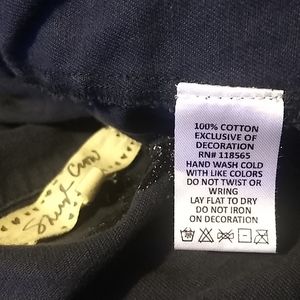 100% COTTON
EXCLUSIVE OF
DECORATION
RN# 118565
HAND WASH COLD
WITH LIKE COLORS
DO NOT TWIST OR
WRING
LAY FLAT TO DRY
DO NOT IRON
ON DECORATION